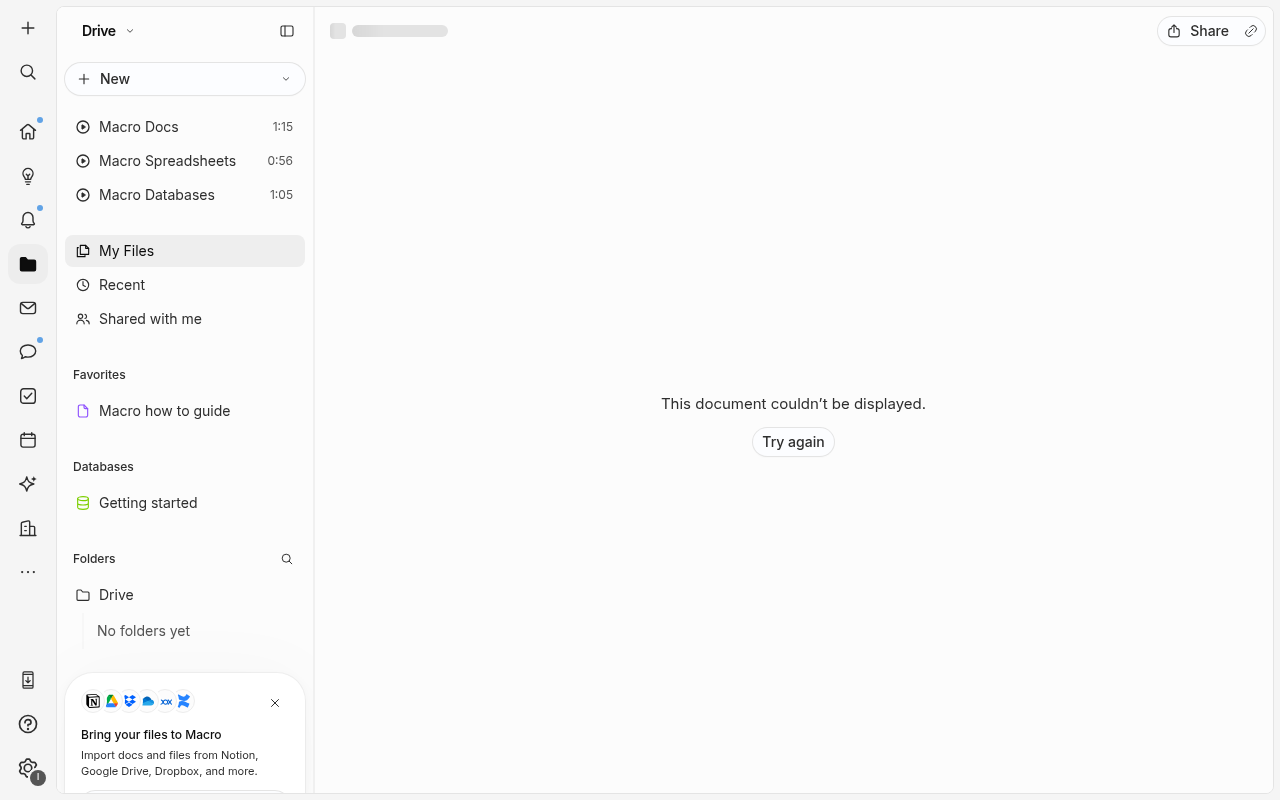 Drive
New
Macro Docs 1:15
Macro Spreadsheets 0:56
Macro Databases 1:05
My Files
Recent
Shared with me
Favorites
Macro how to guide
Databases
Getting started
Folders
Drive
No folders yet
Bring your files to Macro
Import docs and files from Notion,
Google Drive, Dropbox, and more.
Share
This document couldn’t be displayed.
Try again
I